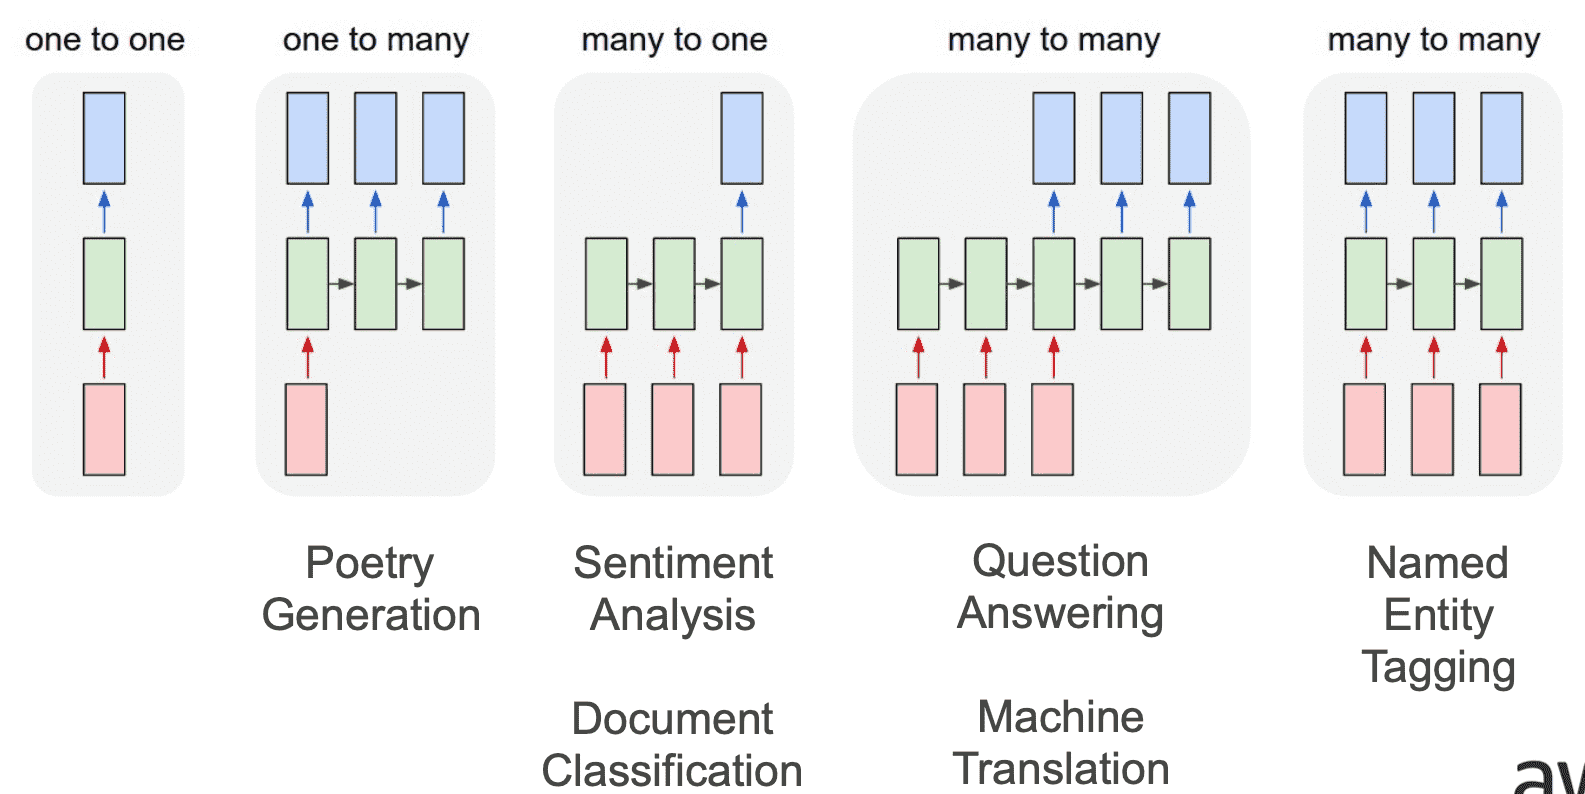 one to one
one to many
many to one
many to many
many to many
Poetry
Generation
Sentiment
Analysis
Document
Classification
Question
Answering
Machine
Translation
Named
Entity
Tagging